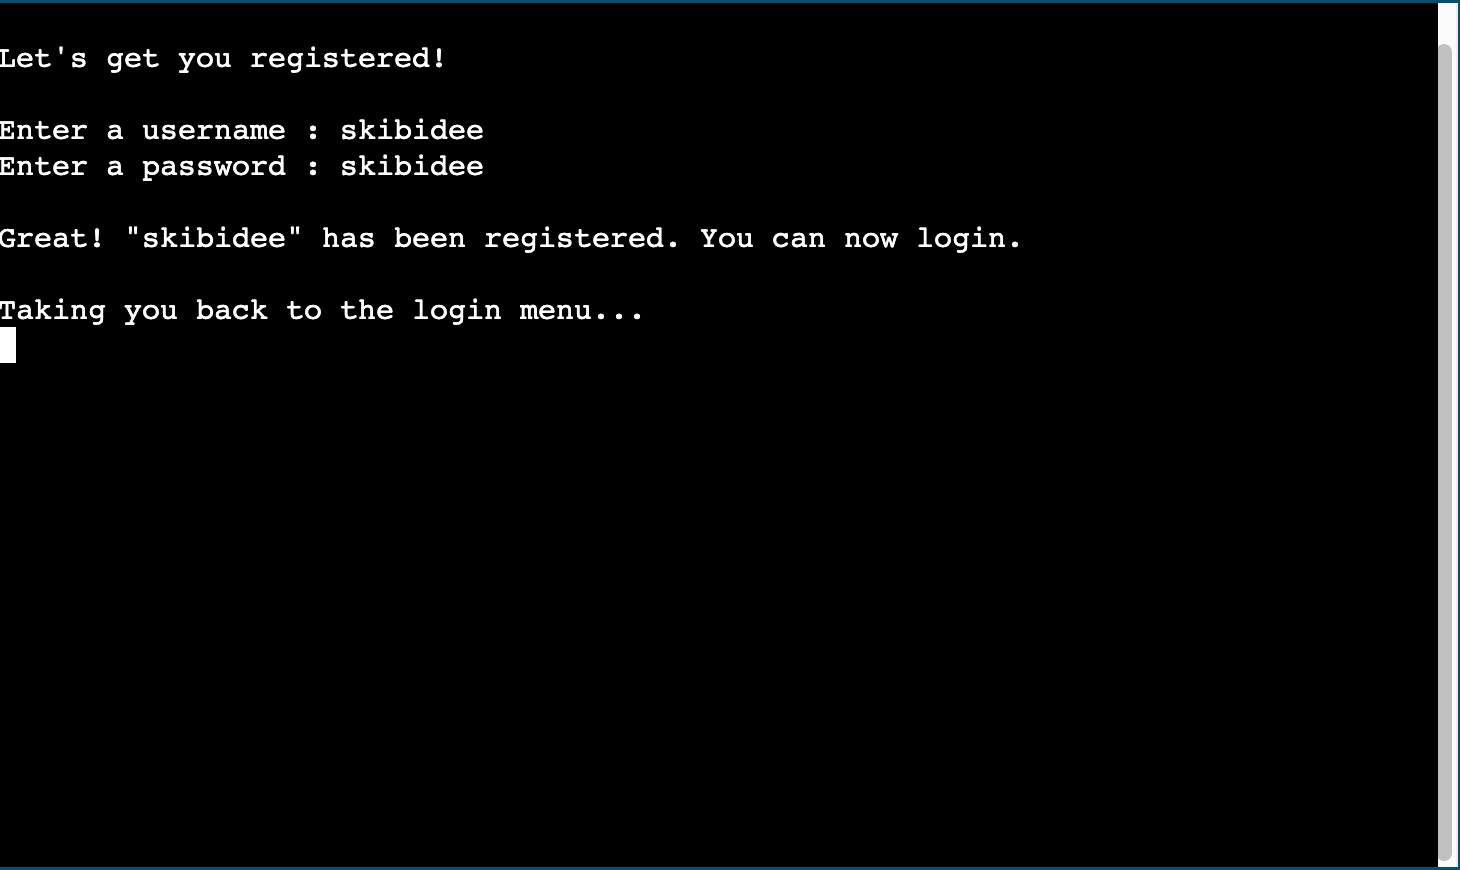 Let's get you registered!
Enter a username : skibidee
Enter a password : skibidee
Great! "skibidee" has been registered. You can now login.
Taking you back to the login menu...